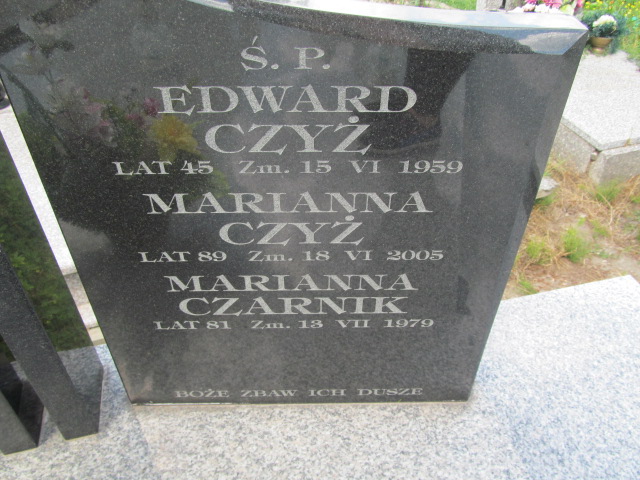 Ś. P.
EDWARD
CZYŻ
LAT 45 Zm. 15 VI 1959
MARIANNA
CZYŻ
LAT 89 Zm. 18 VI 2005
MARIANNA
CZARNIK
LAT 81 Zm. 13 VII 1979
BOŻE ZBAW ICH DUSZE